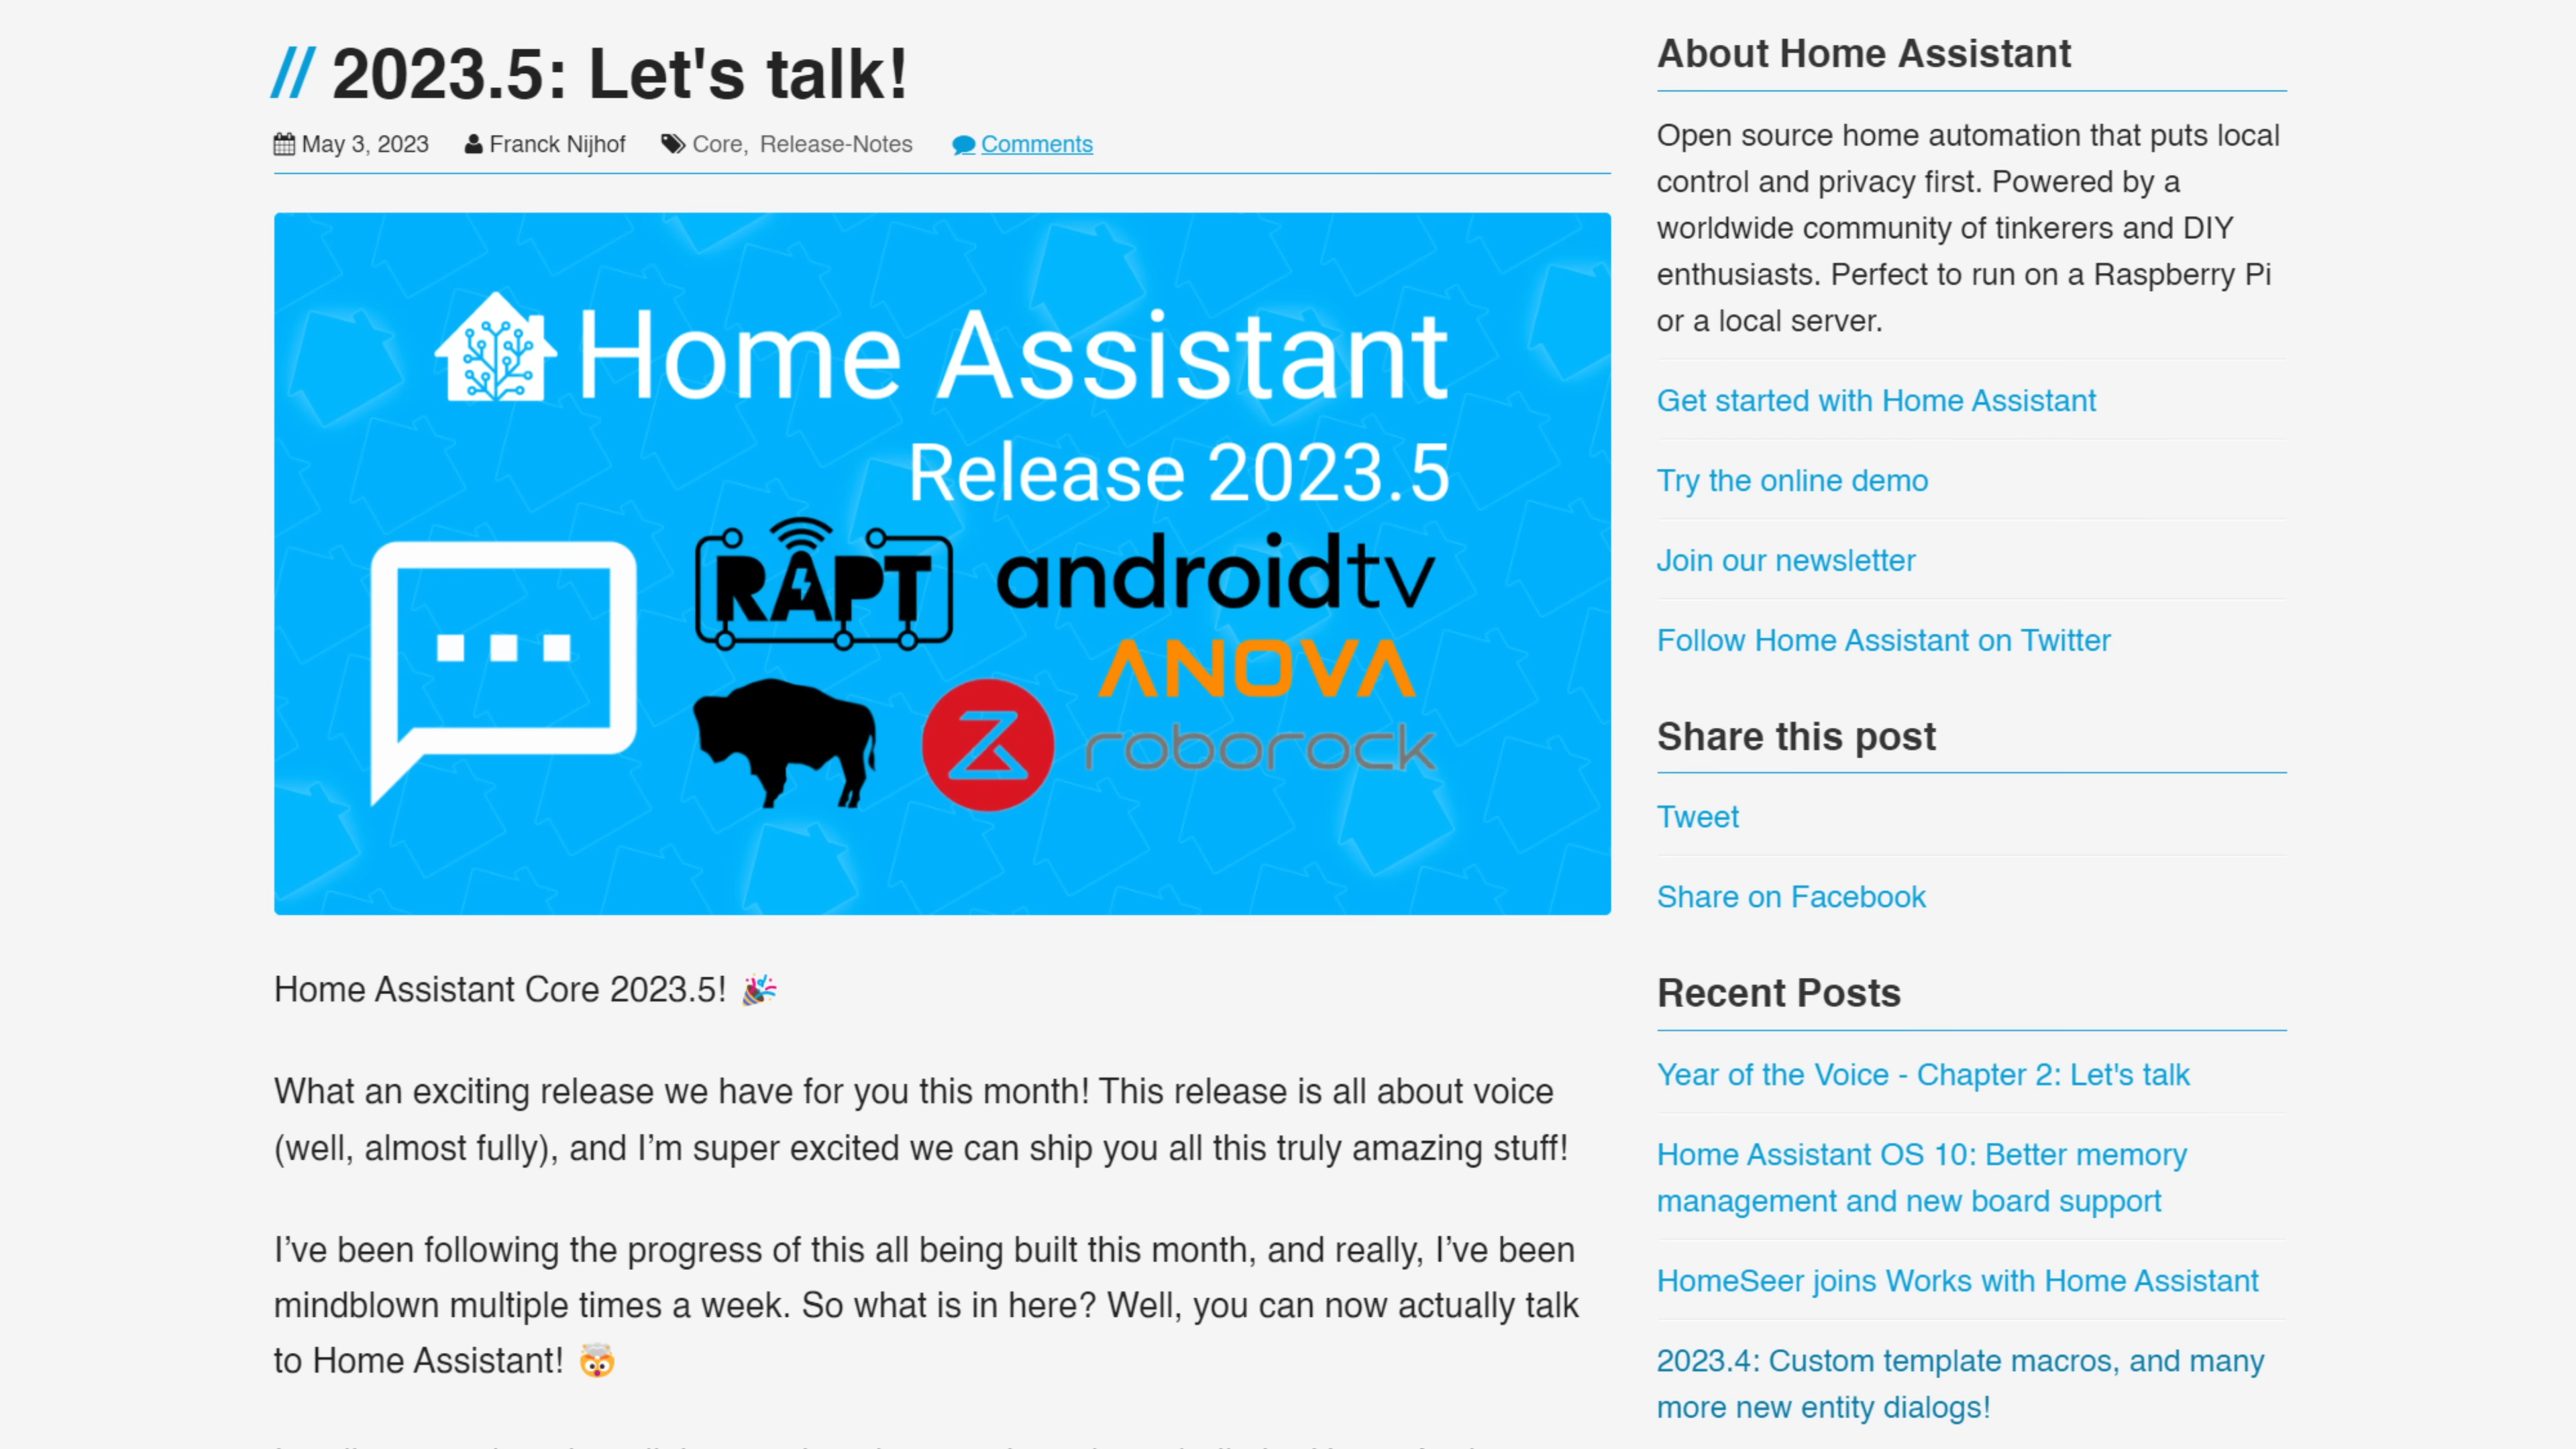 // 2023.5: Let's talk!
May 3, 2023 Franck Nijhof Core, Release-Notes Comments
Home Assistant
Release 2023.5
RAPT
androidtv
ANOVA
roborock
Home Assistant Core 2023.5! 🎉
What an exciting release we have for you this month! This release is all about voice
(well, almost fully), and I’m super excited we can ship you all this truly amazing stuff!
I’ve been following the progress of this all being built this month, and really, I’ve been
mindblown multiple times a week. So what is in here? Well, you can now actually talk
to Home Assistant! 🤯
About Home Assistant
Open source home automation that puts local
control and privacy first. Powered by a
worldwide community of tinkerers and DIY
enthusiasts. Perfect to run on a Raspberry Pi
or a local server.
Get started with Home Assistant
Try the online demo
Join our newsletter
Follow Home Assistant on Twitter
Share this post
Tweet
Share on Facebook
Recent Posts
Year of the Voice - Chapter 2: Let's talk
Home Assistant OS 10: Better memory
management and new board support
HomeSeer joins Works with Home Assistant
2023.4: Custom template macros, and many
more new entity dialogs!